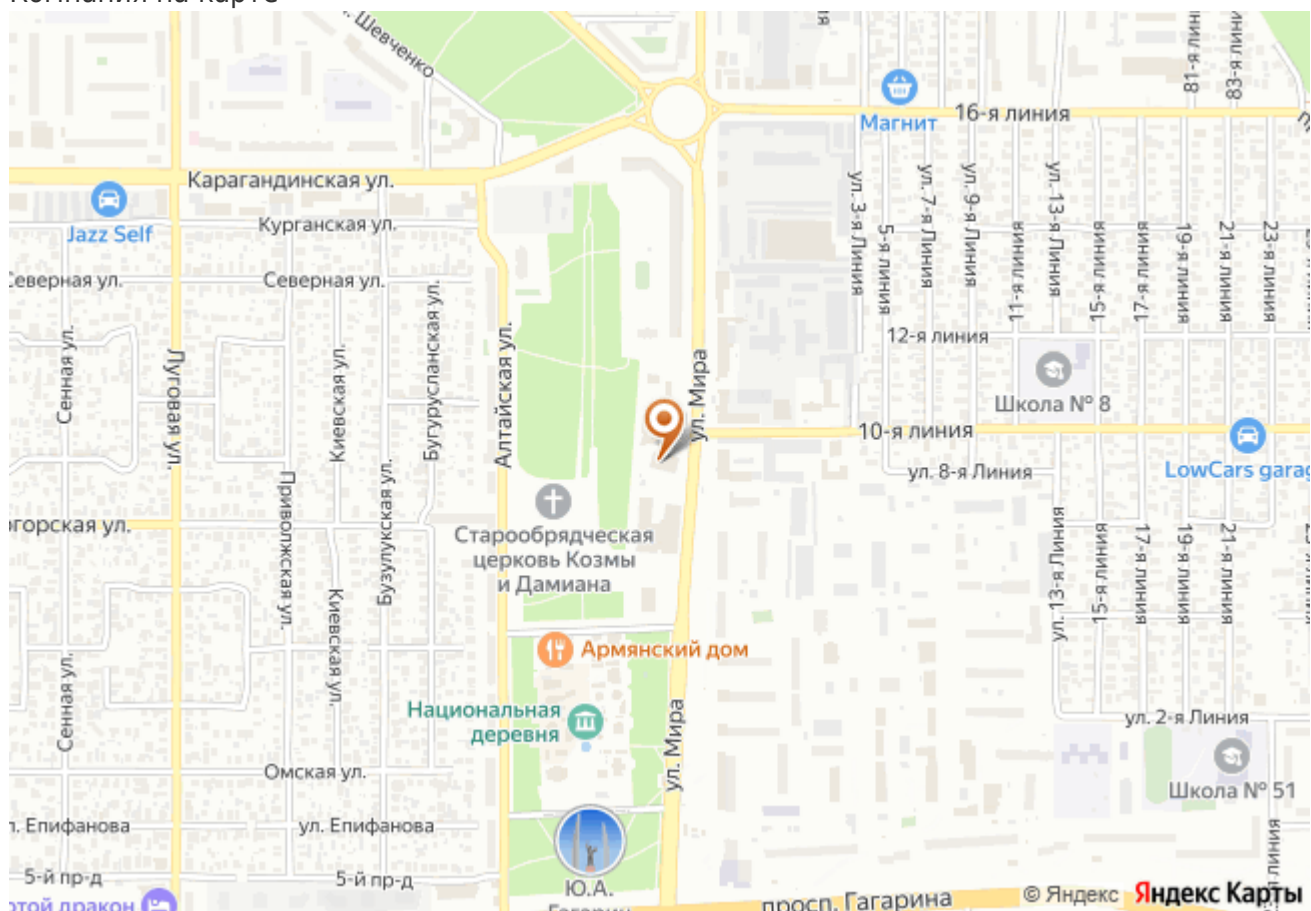 Шевченко
81-я линия
83-я линия
Магнит
16-я линия
Карагандинская ул.
Jazz Self
Курганская ул.
Северная ул.
Северная ул.
ул. 3-я Линия
5-я линия
ул. 7-я Линия
ул. 9-я Линия
11-я линия
ул. 13-я Линия
15-я линия
17-я линия
19-я линия
21-я линия
23-я линия
12-я линия
Сенная ул.
Луговая ул.
Киевская ул.
Бугурусланская ул.
Алтайская ул.
ул. Мира
Школа № 8
10-я линия
ул. 8-я Линия
LowCars garag
Приволжская ул.
Бузулукская ул.
огорская ул.
Старообрядческая
церковь Козмы
и Дамиана
ул. 13-я Линия
15-я линия
17-я линия
19-я линия
21-я линия
Киевская ул.
Сенная ул.
Армянский дом
Национальная
деревня
ул. Мира
ул. 2-я Линия
Школа № 51
Омская ул.
л. Епифанова
ул. Епифанова
5-й пр-д
5-й пр-д
Ю.А.
Гагарин
отой дракон
просп. Гагарина
© Яндекс Яндекс Карты